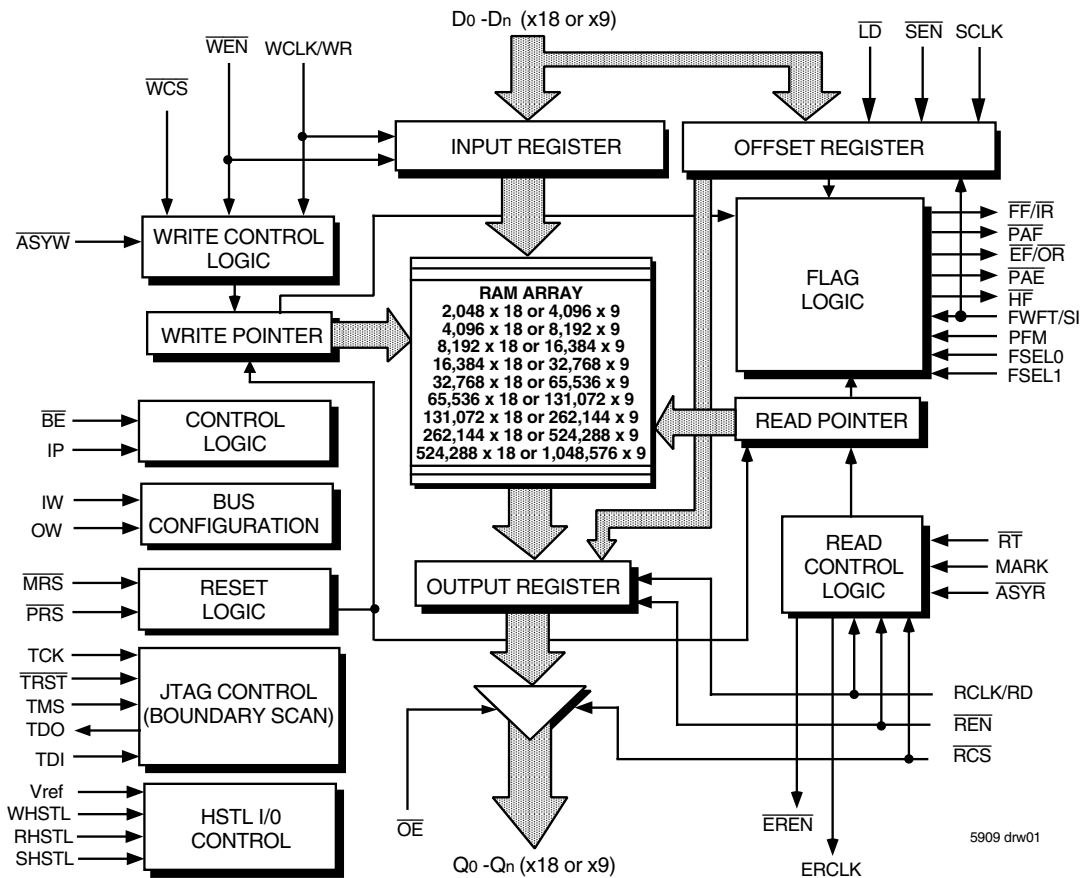 D0 -Dn (x18 or x9)
LD
SEN
SCLK
WEN
WCLK/WR
WCS
INPUT REGISTER
OFFSET REGISTER
ASYW
WRITE CONTROL
LOGIC
FF/IR
PAF
EF/OR
PAE
HF
FWFT/SI
PFM
FSEL0
FSEL1
FLAG
LOGIC
WRITE POINTER
RAM ARRAY
2,048 x 18 or 4,096 x 9
4,096 x 18 or 8,192 x 9
8,192 x 18 or 16,384 x 9
16,384 x 18 or 32,768 x 9
32,768 x 18 or 65,536 x 9
65,536 x 18 or 131,072 x 9
131,072 x 18 or 262,144 x 9
262,144 x 18 or 524,288 x 9
524,288 x 18 or 1,048,576 x 9
READ POINTER
BE
IP
CONTROL
LOGIC
IW
OW
BUS
CONFIGURATION
READ
CONTROL
LOGIC
RT
MARK
ASYR
MRS
PRS
RESET
LOGIC
OUTPUT REGISTER
TCK
TRST
TMS
TDO
TDI
JTAG CONTROL
(BOUNDARY SCAN)
RCLK/RD
REN
RCS
Vref
WHSTL
RHSTL
SHSTL
HSTL I/0
CONTROL
OE
EREN
ERCLK
5909 drw01
Q0 -Qn (x18 or x9)